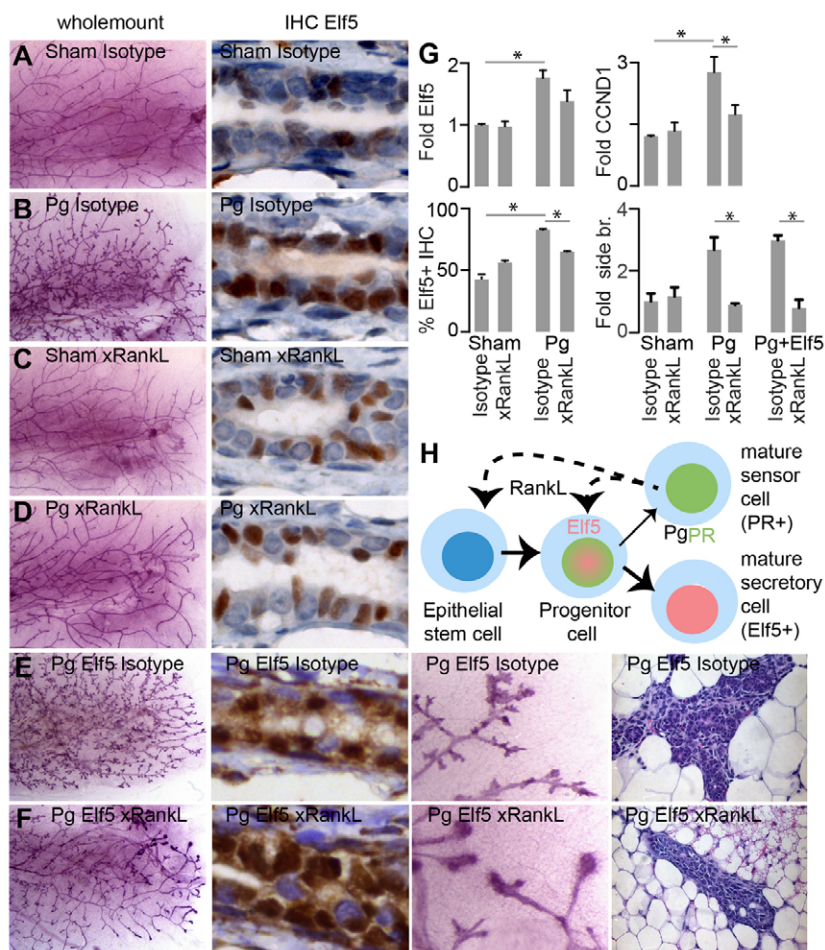 wholemount
IHC Elf5
A
Sham Isotype
Sham Isotype
B
Pg Isotype
Pg Isotype
C
Sham xRankL
Sham xRankL
D
Pg xRankL
Pg xRankL
E
Pg Elf5 Isotype
Pg Elf5 Isotype
Pg Elf5 Isotype
Pg Elf5 Isotype
F
Pg Elf5 xRankL
Pg Elf5 xRankL
Pg Elf5 xRankL
Pg Elf5 xRankL
G
Fold Elf5
2
1
0
*
Fold CCND1
3
0
*
*
% Elf5+ IHC
100
50
0
*
*
Sham
Pg
Isotype
xRankL
Isotype
xRankL
Fold side br.
4
2
0
*
*
Sham
Pg
Pg+Elf5
Isotype
xRankL
Isotype
xRankL
Isotype
xRankL
H
RankL
Elf5
PgPR
mature
sensor
cell
(PR+)
Epithelial
stem cell
Progenitor
cell
mature
secretory
cell
(Elf5+)